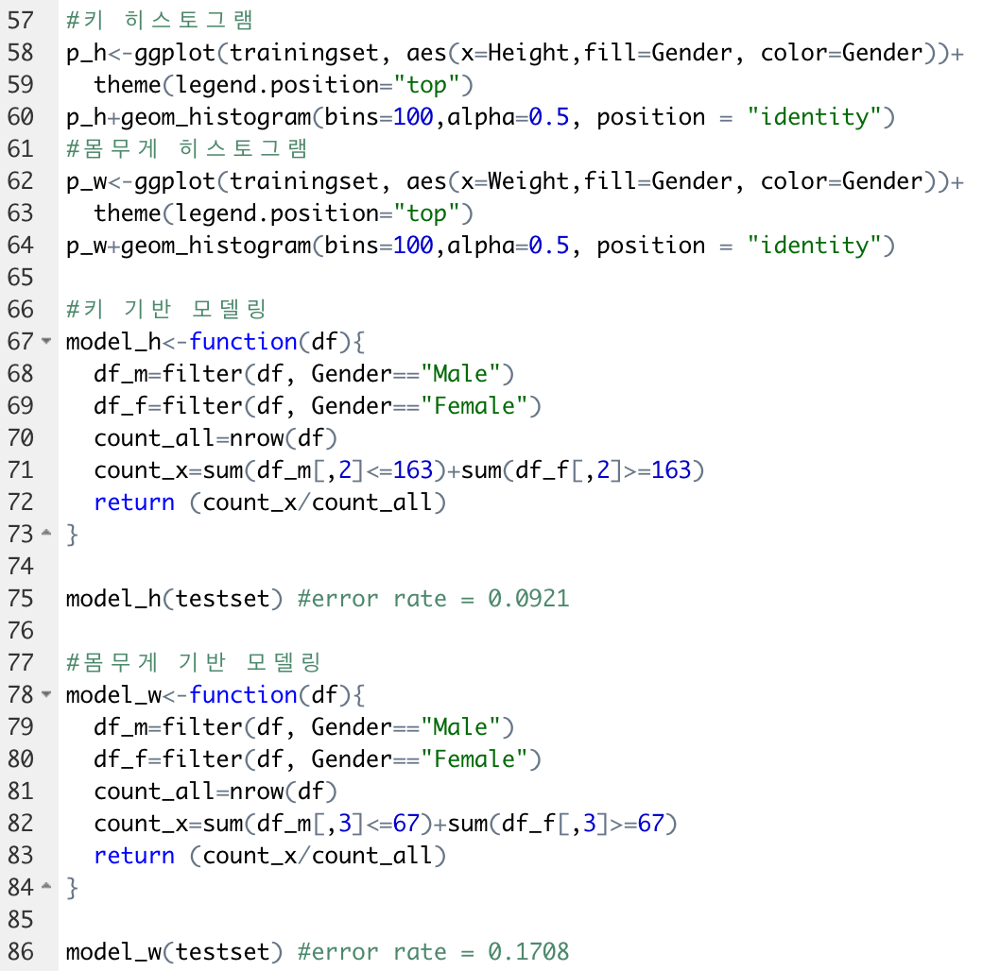 57 #키 히스토그램
58 p_h<-ggplot(trainingset, aes(x=Height,fill=Gender, color=Gender))+
59   theme(legend.position="top")
60 p_h+geom_histogram(bins=100,alpha=0.5, position = "identity")
61 #몸무게 히스토그램
62 p_w<-ggplot(trainingset, aes(x=Weight,fill=Gender, color=Gender))+
63   theme(legend.position="top")
64 p_w+geom_histogram(bins=100,alpha=0.5, position = "identity")
65
66 #키 기반 모델링
67 model_h<-function(df){
68   df_m=filter(df, Gender=="Male")
69   df_f=filter(df, Gender=="Female")
70   count_all=nrow(df)
71   count_x=sum(df_m[,2]<=163)+sum(df_f[,2]>=163)
72   return (count_x/count_all)
73 }
74
75 model_h(testset) #error rate = 0.0921
76
77 #몸무게 기반 모델링
78 model_w<-function(df){
79   df_m=filter(df, Gender=="Male")
80   df_f=filter(df, Gender=="Female")
81   count_all=nrow(df)
82   count_x=sum(df_m[,3]<=67)+sum(df_f[,3]>=67)
83   return (count_x/count_all)
84 }
85
86 model_w(testset) #error rate = 0.1708